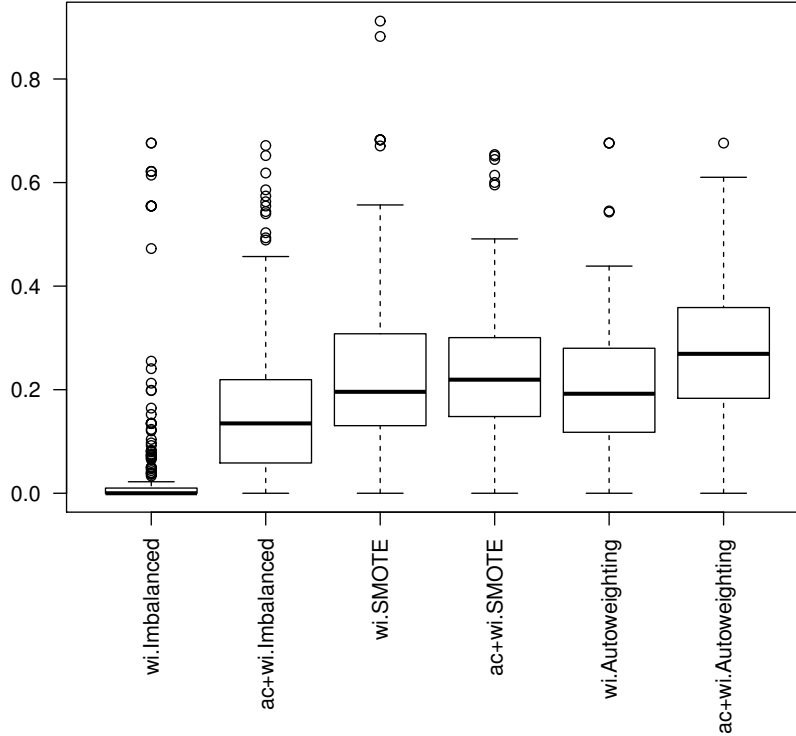 0.8
0.6
0.4
0.2
0.0
wi.Imbalanced
ac+wi.Imbalanced
wi.SMOTE
ac+wi.SMOTE
wi.Autoweighting
ac+wi.Autoweighting